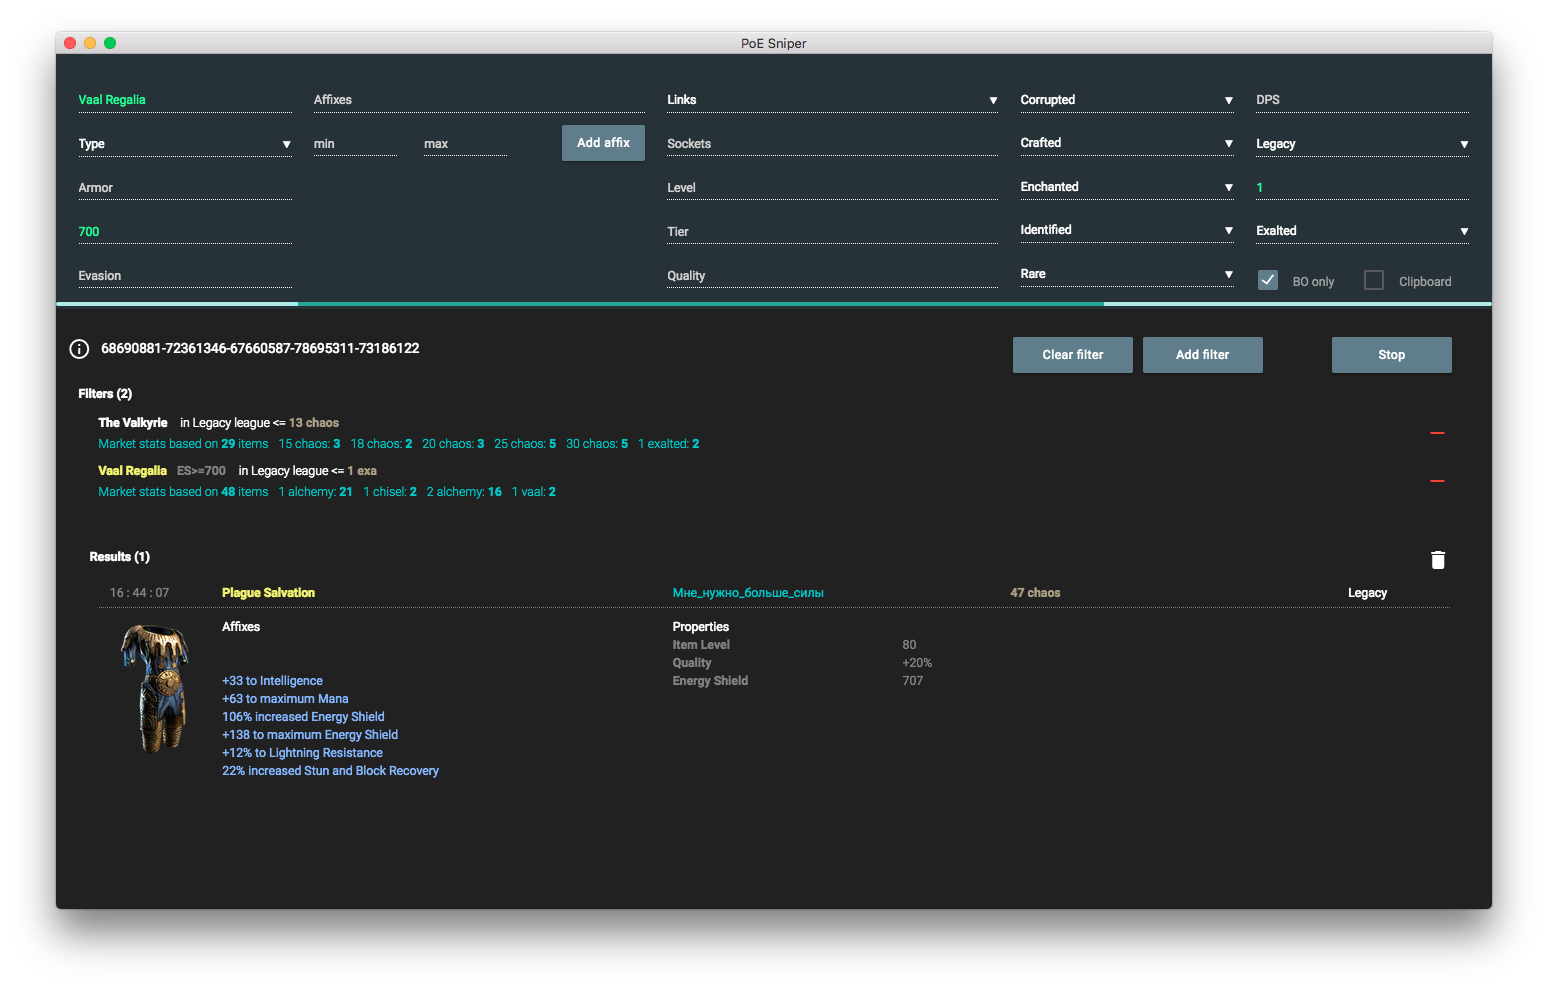 PoE Sniper
Vaal Regalia
Affixes
Links
Corrupted
DPS
Type
min
max
Add affix
Sockets
Crafted
Legacy
Armor
Level
Enchanted
1
700
Tier
Identified
Exalted
Evasion
Quality
Rare
BO only
Clipboard
68690881-72361346-67660587-78695311-73186122
Clear filter
Add filter
Stop
Filters (2)
The Valkyrie in Legacy league <= 13 chaos
Market stats based on 29 items 15 chaos: 3 18 chaos: 2 20 chaos: 3 25 chaos: 5 30 chaos: 5 1 exalted: 2
Vaal Regalia ES>=700 in Legacy league <= 1 exa
Market stats based on 48 items 1 alchemy: 21 1 chisel: 2 2 alchemy: 16 1 vaal: 2
Results (1)
16 : 44 : 07
Plague Salvation
Мне_нужно_больше_силы
47 chaos
Legacy
Affixes
+33 to Intelligence
+63 to maximum Mana
106% increased Energy Shield
+138 to maximum Energy Shield
+12% to Lightning Resistance
22% increased Stun and Block Recovery
Properties
Item Level 80
Quality +20%
Energy Shield 707